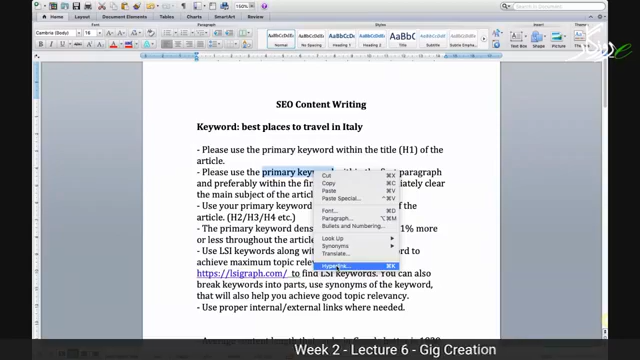 150%
Home
Layout
Document Elements
Tables
Charts
SmartArt
Review
Font
Paragraph
Styles
Insert
Cambria (Body)
16
AaBbCcDdEe
Normal
No Spacing
Heading 1
Heading 2
Title
Subtitle
Subtle Emph...
Text Box
Shape
Picture
SEO Content Writing
Keyword: best places to travel in Italy
- Please use the primary keyword within the title (H1) of the
article.
- Please use the primary key
paragraph
and preferably within the fir
iately clear
the main subject of the artic
- Use your primary keyword
of the
article. (H2/H3/H4 etc.)
- The primary keyword dens
1% more
or less throughout the articl
- Use LSI keywords along wit
ord to
achieve maximum topic rele
https://lsigraph.com/ to find LSI keywords. You can also
break keywords into parts, use synonyms of the keyword,
that will also help you achieve good topic relevancy.
- Use proper internal/external links where needed.
Cut ⌘X
Copy ⌘C
Paste ⌘V
Paste Special... ^⌘V
Font... ⌘D
Paragraph... ⌥⌘M
Bullets and Numbering...
Look Up
Synonyms
Translate...
Hyperlink... ⌘K
Week 2 - Lecture 6 - Gig Creation